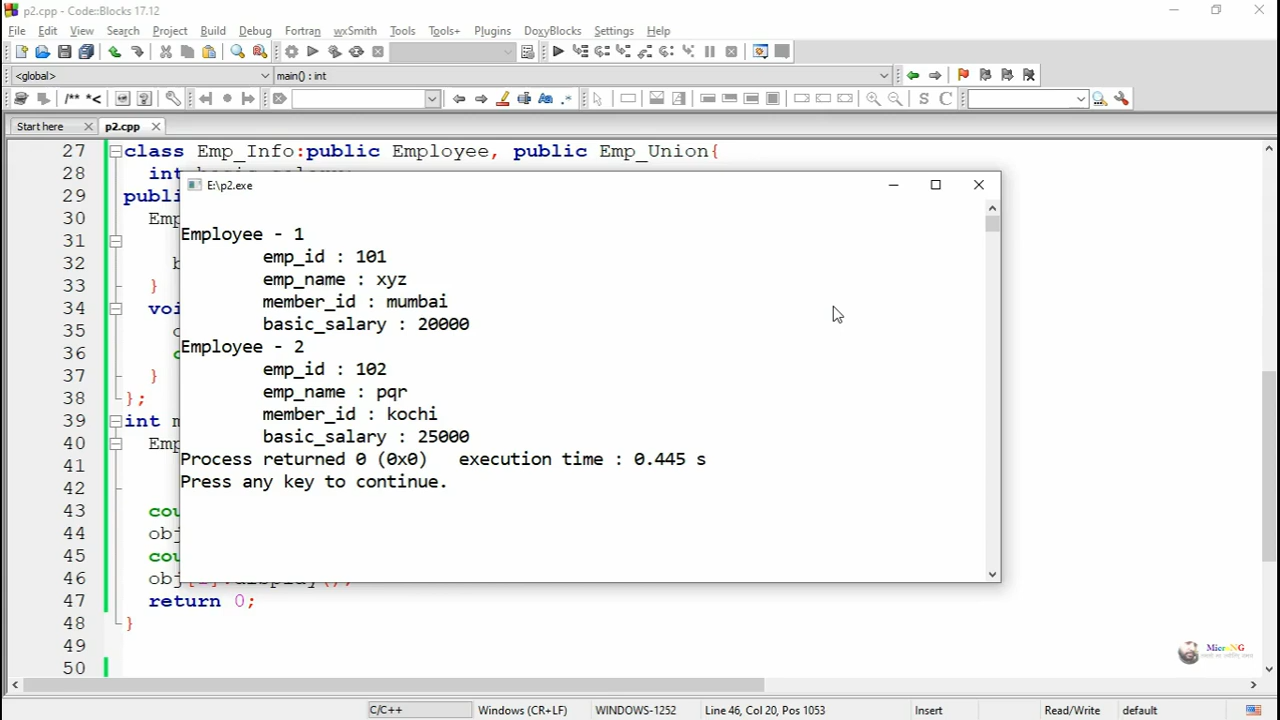 p2.cpp - Code::Blocks 17.12
File Edit View Search Project Build Debug Fortran wxSmith Tools Tools+ Plugins DoxyBlocks Settings Help
<global> main() : int
/** *<
S C
Start here p2.cpp
27 class Emp_Info:public Employee, public Emp_Union{
28 int
E:\p2.exe
29 publi
30 Emp
Employee - 1
31
emp_id : 101
32 b
emp_name : xyz
33 }
member_id : mumbai
34 voi
basic_salary : 20000
35 c
Employee - 2
36 c
emp_id : 102
37 }
emp_name : pqr
38 };
member_id : kochi
39 int m
basic_salary : 25000
40 Emp
Process returned 0 (0x0) execution time : 0.445 s
41
Press any key to continue.
42
43 cou
44 obj
45 cou
46 obj
47 return 0;
48 }
49
MicroNG
50
C/C++ Windows (CR+LF) WINDOWS-1252 Line 46, Col 20, Pos 1053 Insert Read/Write default